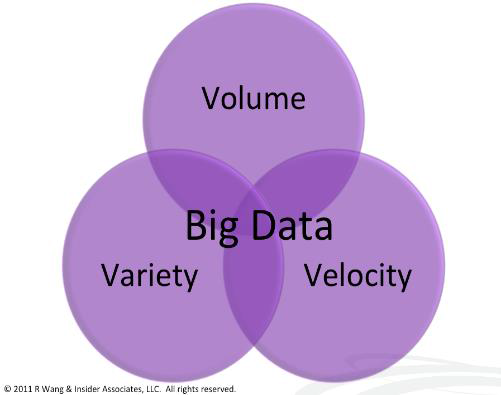 Volume
Big Data
Variety
Velocity
© 2011 R Wang & Insider Associates, LLC. All rights reserved.